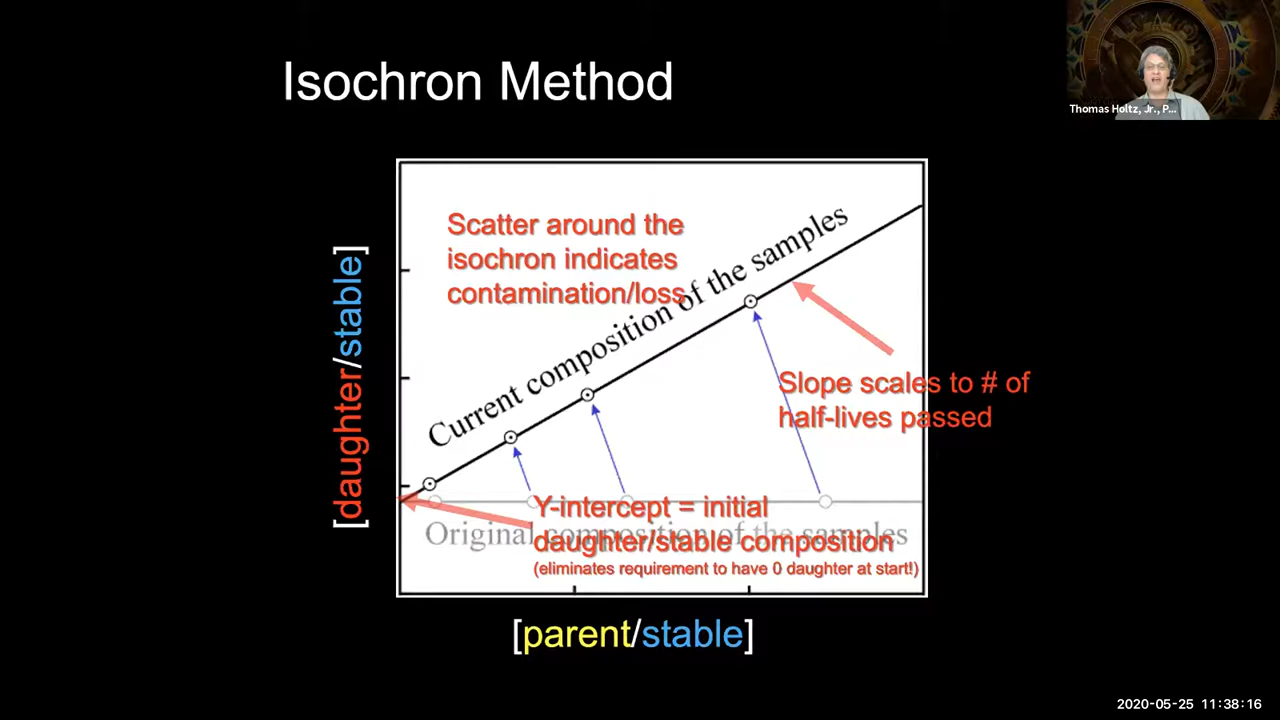 Isochron Method
Thomas Holtz, Jr., P...
Scatter around the
isochron indicates
contamination/loss
Current composition of the samples
[daughter/stable]
Slope scales to # of
half-lives passed
Y-intercept = initial
Original composition of the samples
daughter/stable composition
(eliminates requirement to have 0 daughter at start!)
[parent/stable]
2020-05-25 11:38:16